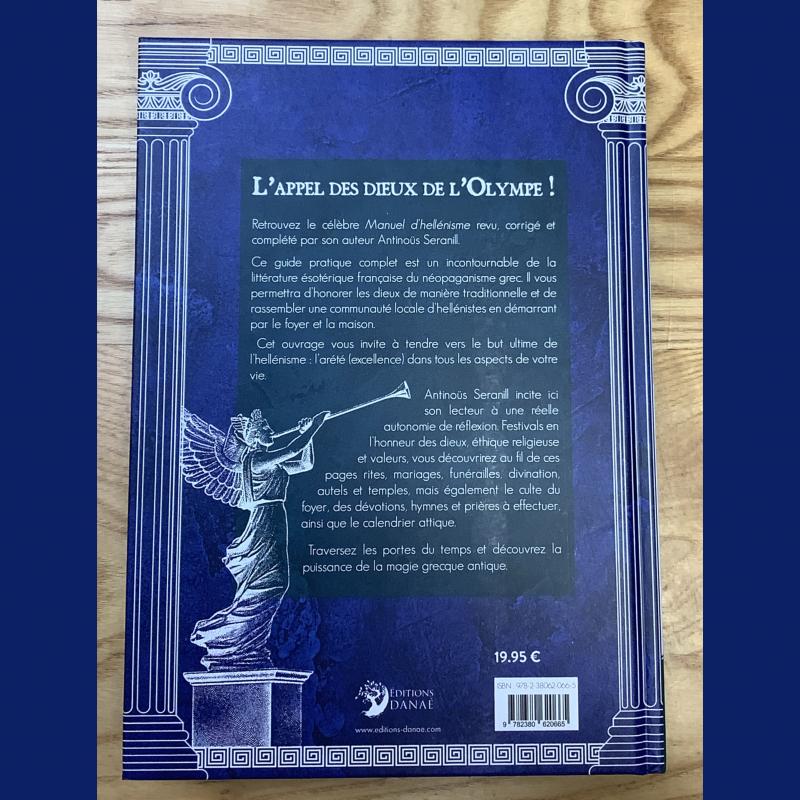 L'APPEL DES DIEUX DE L'OLYMPE !
Retrouvez le célèbre Manuel d'hellénisme revu, corrigé et
complété par son auteur Antinoüs Seranill.
Ce guide pratique complet est un incontournable de la
littérature ésotérique française du néopaganisme grec. Il vous
permettra d'honorer les dieux de manière traditionnelle et de
rassembler une communauté locale d'hellénistes en démarrant
par le foyer et la maison.
Cet ouvrage vous invite à tendre vers le but ultime de
l'hellénisme : l'arété (excellence) dans tous les aspects de votre
vie.
Antinoüs Seranill incite ici
son lecteur à une réelle
autonomie de réflexion. Festivals en
l'honneur des dieux, éthique religieuse
et valeurs, vous découvrirez au fil de ces
pages rites, mariages, funérailles, divination,
autels et temples, mais également le culte du
foyer, des dévotions, hymnes et prières à effectuer,
ainsi que le calendrier attique.
Traversez les portes du temps et découvrez la
puissance de la magie grecque antique.
19.95 €
ISBN : 978-2-38062-066-5
9 782380 620665
ÉDITIONS
DANAÉ
www.editions-danae.com